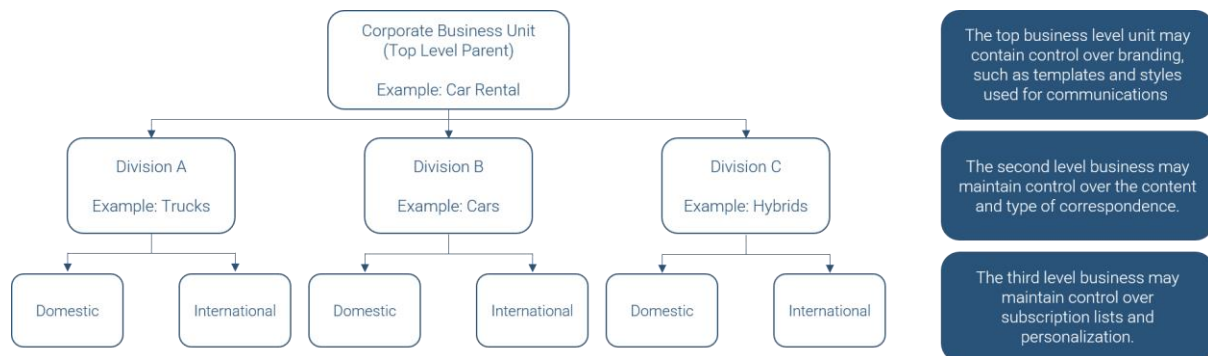 Corporate Business Unit
(Top Level Parent)
Example: Car Rental
The top business level unit may
contain control over branding,
such as templates and styles
used for communications
Division A
Example: Trucks
Division B
Example: Cars
Division C
Example: Hybrids
The second level business may
maintain control over the content
and type of correspondence.
Domestic
International
Domestic
International
Domestic
International
The third level business may
maintain control over
subscription lists and
personalization.